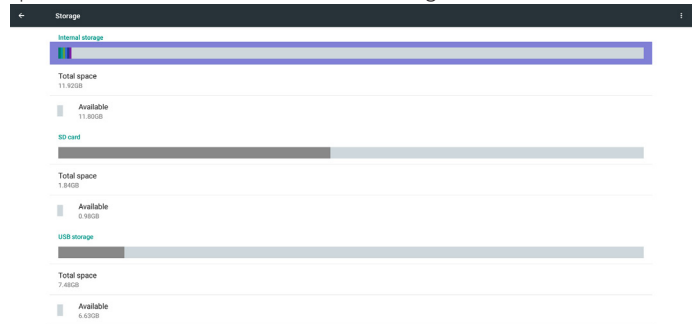 Storage
Internal storage
Total space
11.92GB
Available
11.80GB
SD card
Total space
1.84GB
Available
0.98GB
USB storage
Total space
7.48GB
Available
6.63GB